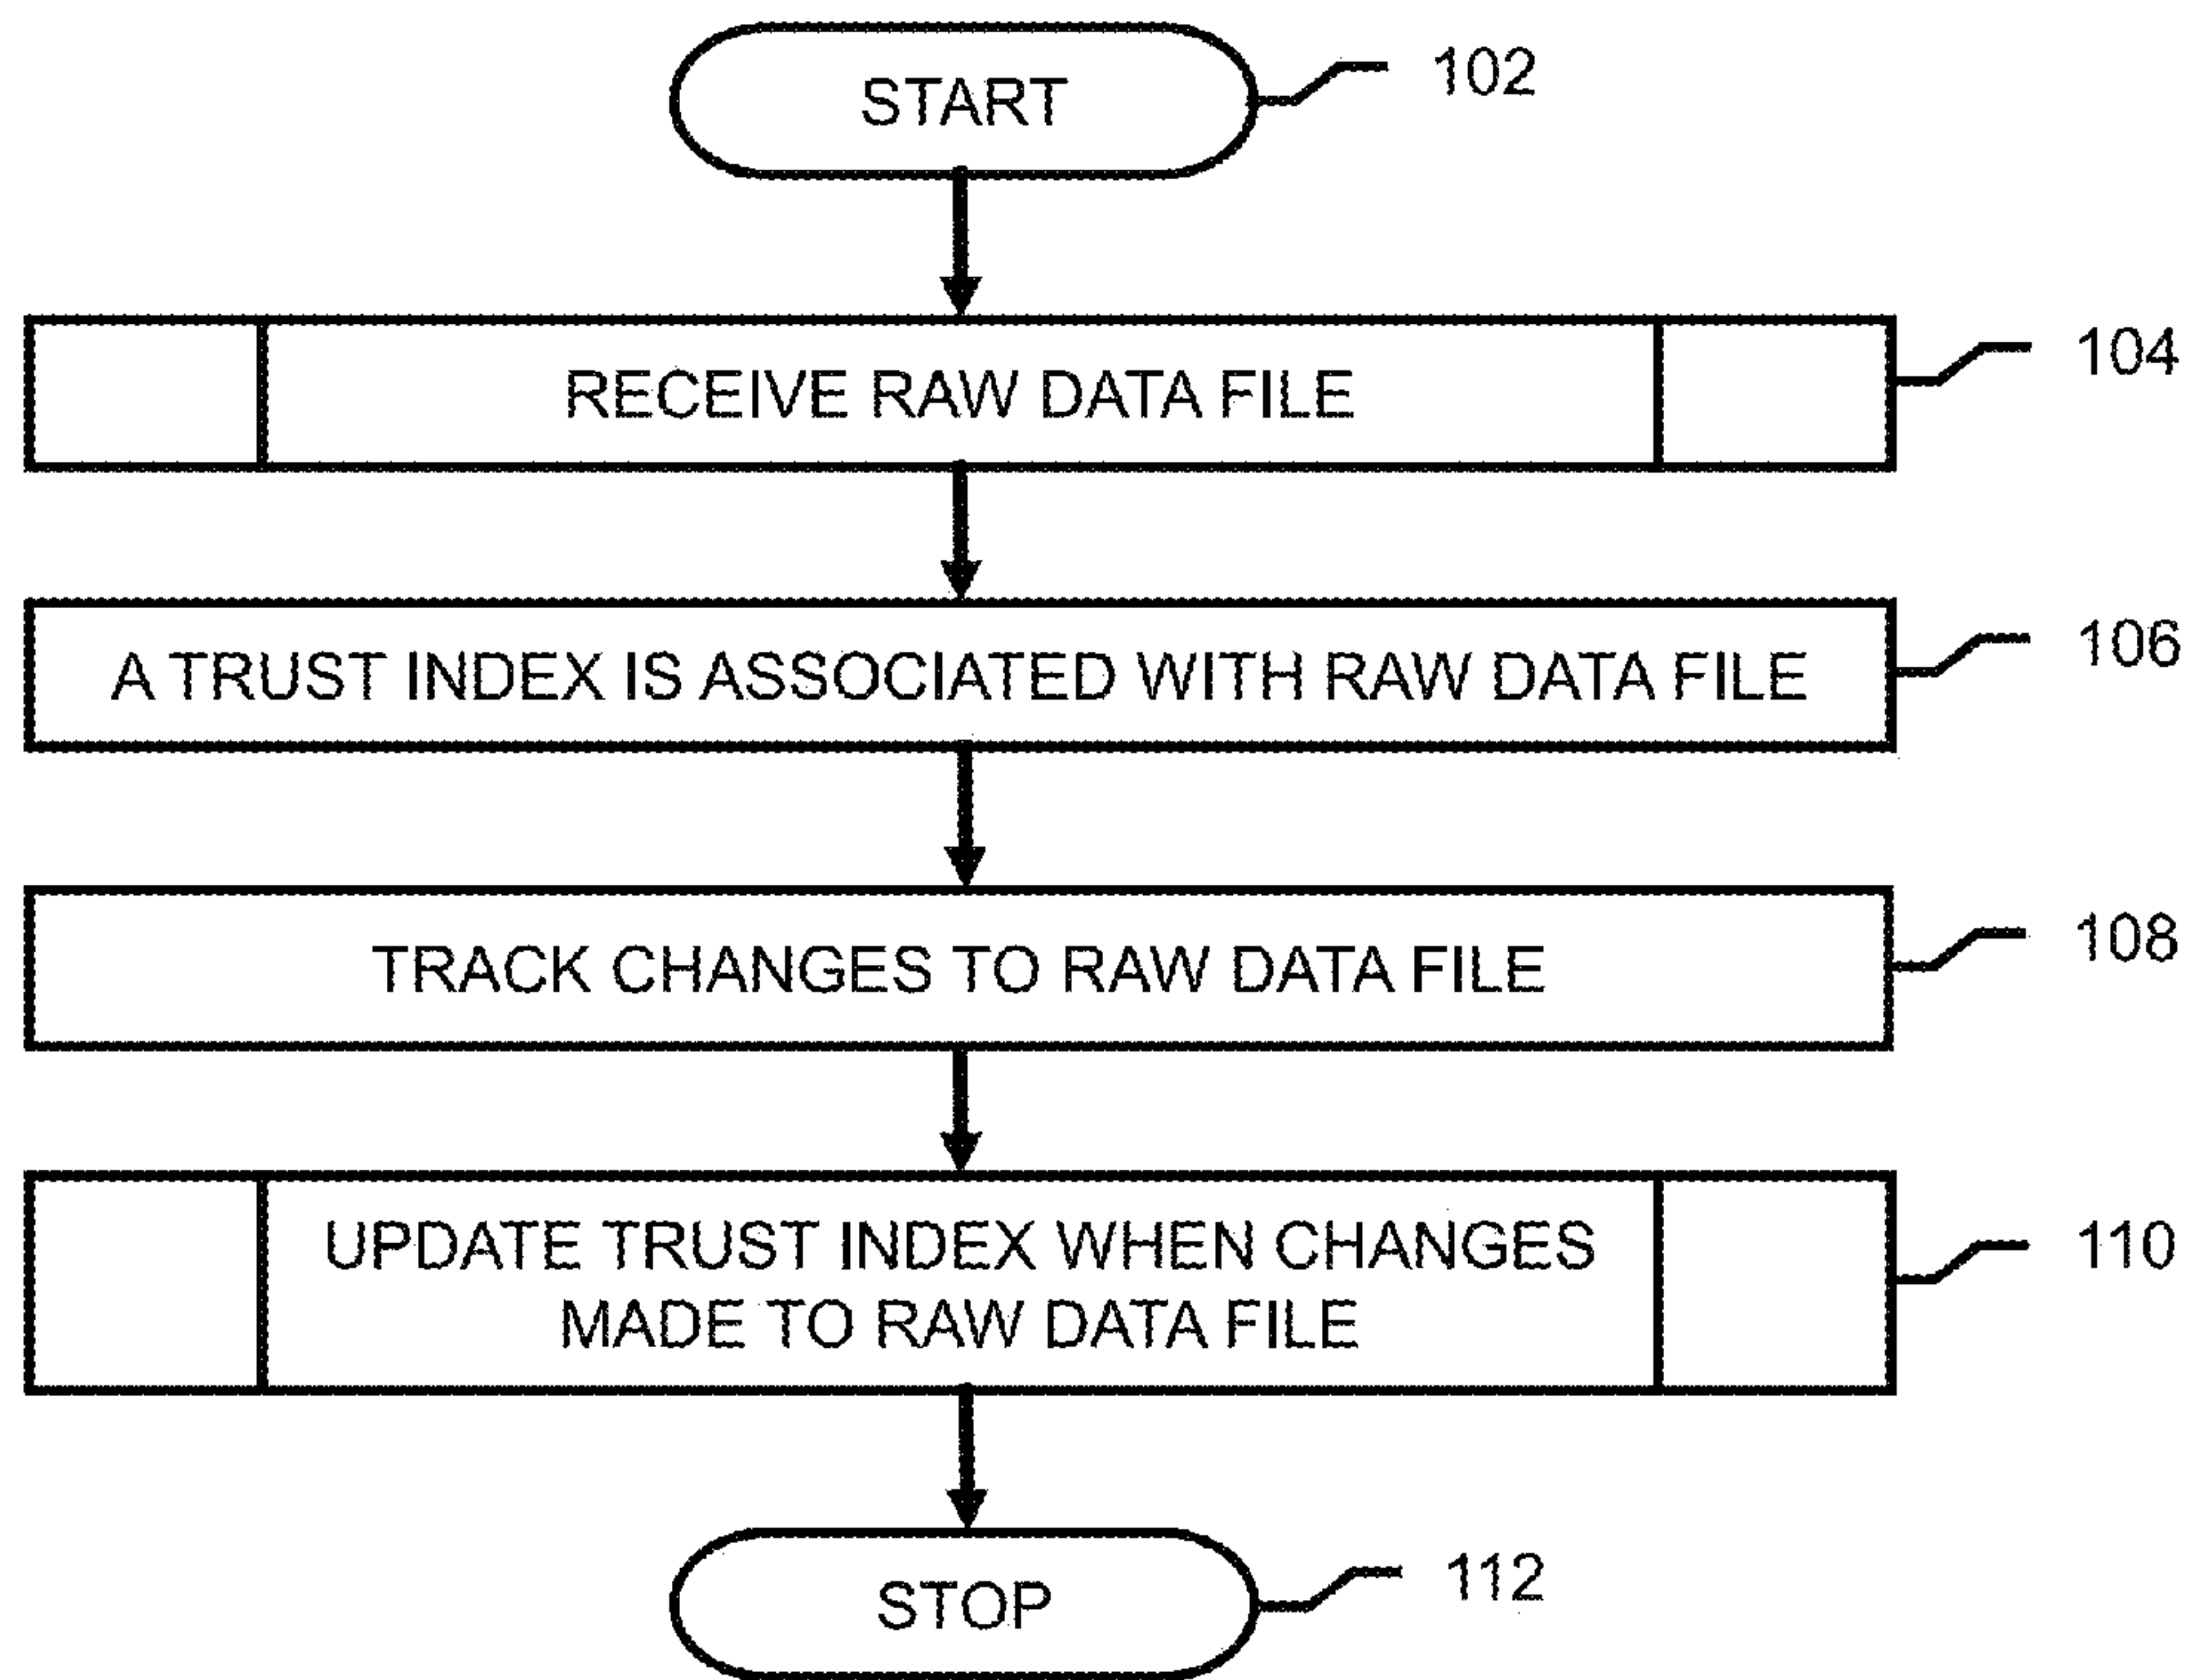 START
102
RECEIVE RAW DATA FILE
104
A TRUST INDEX IS ASSOCIATED WITH RAW DATA FILE
106
TRACK CHANGES TO RAW DATA FILE
108
UPDATE TRUST INDEX WHEN CHANGES
MADE TO RAW DATA FILE
110
STOP
112